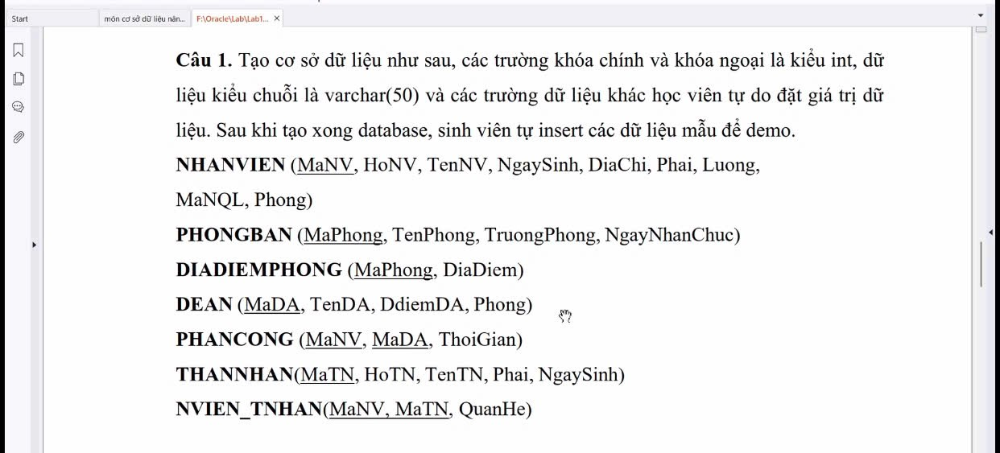 Start
môn cơ sở dữ liệu nân...
F:\Oracle\Lab\Lab1...
Câu 1. Tạo cơ sở dữ liệu như sau, các trường khóa chính và khóa ngoại là kiểu int, dữ
liệu kiểu chuỗi là varchar(50) và các trường dữ liệu khác học viên tự do đặt giá trị dữ
liệu. Sau khi tạo xong database, sinh viên tự insert các dữ liệu mẫu để demo.
NHANVIEN (MaNV, HoNV, TenNV, NgaySinh, DiaChi, Phai, Luong,
MaNQL, Phong)
PHONGBAN (MaPhong, TenPhong, TruongPhong, NgayNhanChuc)
DIADIEMPHONG (MaPhong, DiaDiem)
DEAN (MaDA, TenDA, DdiemDA, Phong)
PHANCONG (MaNV, MaDA, ThoiGian)
THANNHAN(MaTN, HoTN, TenTN, Phai, NgaySinh)
NVIEN_TNHAN(MaNV, MaTN, QuanHe)